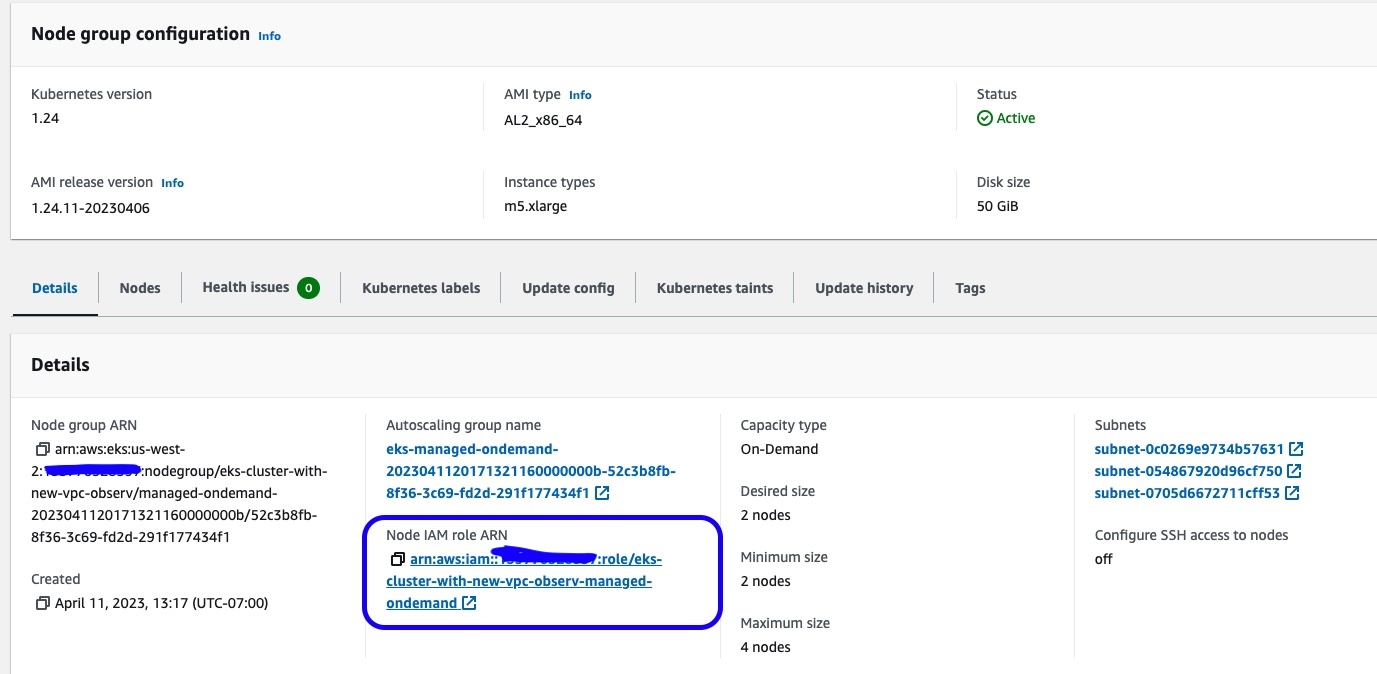 Node group configuration Info
Kubernetes version
1.24
AMI type Info
AL2_x86_64
Status
Active
AMI release version Info
1.24.11-20230406
Instance types
m5.xlarge
Disk size
50 GiB
Details
Nodes
Health issues 0
Kubernetes labels
Update config
Kubernetes taints
Update history
Tags
Details
Node group ARN
arn:aws:eks:us-west-
2: :nodegroup/eks-cluster-with-
new-vpc-observ/managed-ondemand-
20230411201713211600000000b/52c3b8fb-
8f36-3c69-fd2d-291f177434f1
Created
April 11, 2023, 13:17 (UTC-07:00)
Autoscaling group name
eks-managed-ondemand-
20230411201713211600000000b-52c3b8fb-
8f36-3c69-fd2d-291f177434f1
Node IAM role ARN
arn:aws:iam:: :role/eks-
cluster-with-new-vpc-observ-managed-
ondemand
Capacity type
On-Demand
Desired size
2 nodes
Minimum size
2 nodes
Maximum size
4 nodes
Subnets
subnet-0c0269e9734b57631
subnet-054867920d96cf750
subnet-0705d6672711cff53
Configure SSH access to nodes
off